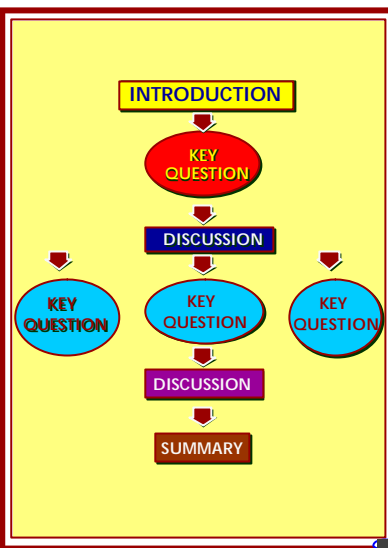 INTRODUCTION
KEY
QUESTION
DISCUSSION
KEY
QUESTION
KEY
QUESTION
KEY
QUESTION
DISCUSSION
SUMMARY